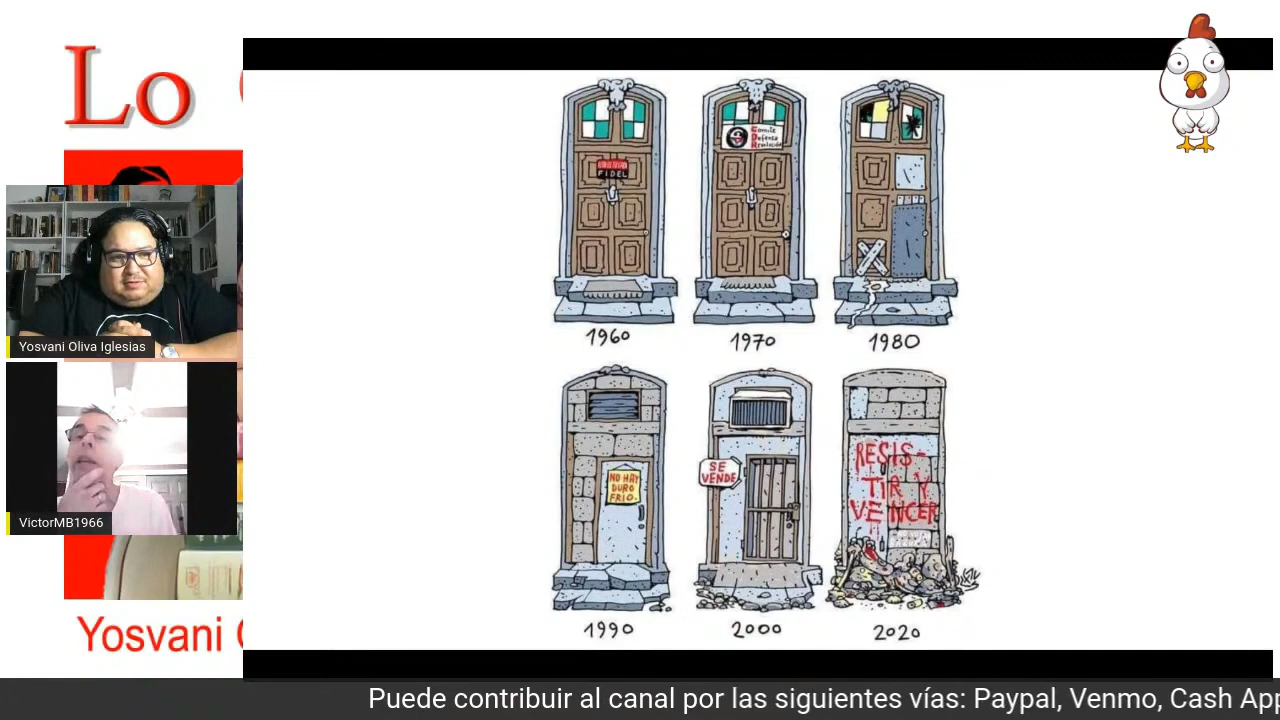 Lo
Yosvani Oliva Iglesias
VictorMB1966
Yosvani
FIDEL
Comité
Defensa
1960
1970
1980
NO HAY
DURO
FRIO.
SE
VENDE
RESIS-
TIR Y
VENCER
1990
2000
2020
Puede contribuir al canal por las siguientes vías: Paypal, Venmo, Cash App